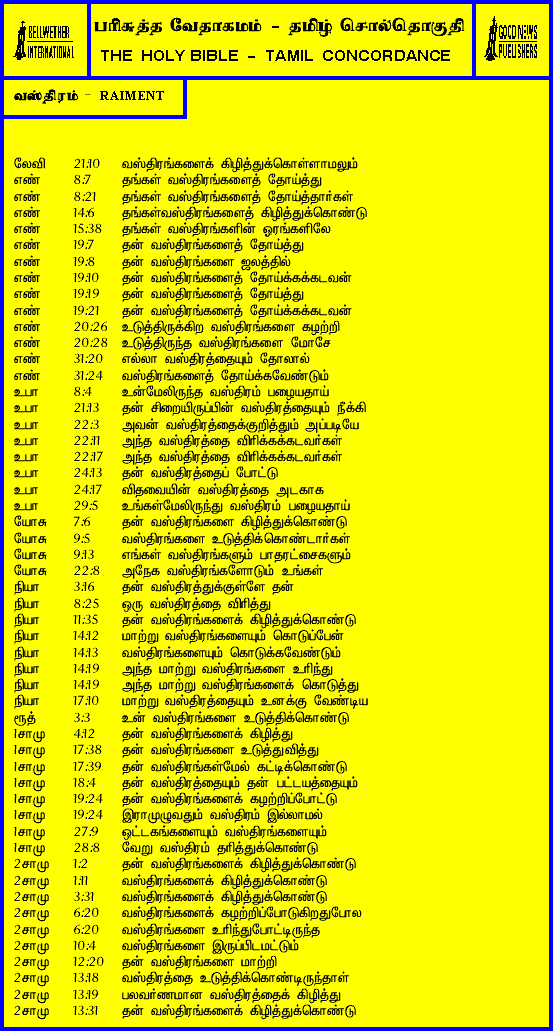 BELLWETHER
INTERNATIONAL
பரிசுத்த வேதாகமம் - தமிழ் சொல்தொகுதி
THE HOLY BIBLE - TAMIL CONCORDANCE
GOOD NEWS
PUBLISHERS
வஸ்திரம் - RAIMENT
லேவி 21:10 வஸ்திரங்களைக் கிழித்துக்கொள்ளாமலும்
எண் 8:7 தங்கள் வஸ்திரங்களைத் தோய்த்து
எண் 8:21 தங்கள் வஸ்திரங்களைத் தோய்த்தார்கள்
எண் 14:6 தங்கள்வஸ்திரங்களைத் கிழித்துக்கொண்டு
எண் 15:38 தங்கள் வஸ்திரங்களின் ஓரங்களிலே
எண் 19:7 தன் வஸ்திரங்களைத் தோய்த்து
எண் 19:8 தன் வஸ்திரங்களை ஜலத்தில்
எண் 19:10 தன் வஸ்திரங்களைத் தோய்க்கக்கடவன்
எண் 19:19 தன் வஸ்திரங்களைத் தோய்த்து
எண் 19:21 தன் வஸ்திரங்களைத் தோய்க்கக்கடவன்
எண் 20:26 உடுத்திருக்கிற வஸ்திரங்களை கழற்றி
எண் 20:28 உடுத்திருந்த வஸ்திரங்களை மோசே
எண் 31:20 எல்லா வஸ்திரத்தையும் தோலால்
எண் 31:24 வஸ்திரங்களைத் தோய்க்கவேண்டும்
உபா 8:4 உன்மேலிருந்த வஸ்திரம் பழையதாய்
உபா 21:13 தன் சிறையிருப்பின் வஸ்திரத்தையும் நீக்கி
உபா 22:3 அவன் வஸ்திரத்தைக்குறித்தும் அப்படியே
உபா 22:11 அந்த வஸ்திரத்தை விரிக்கக்கடவர்கள்
உபா 22:17 அந்த வஸ்திரத்தை விரிக்கக்கடவர்கள்
உபா 24:13 தன் வஸ்திரத்தைப் போட்டு
உபா 24:17 விதவையின் வஸ்திரத்தை அடகாக
உபா 29:5 உங்கள்மேலிருந்து வஸ்திரம் பழையதாய்
யோசு 7:6 தன் வஸ்திரங்களை கிழித்துக்கொண்டு
யோசு 9:5 வஸ்திரங்களை உடுத்திக்கொண்டார்கள்
யோசு 9:13 எங்கள் வஸ்திரங்களும் பாதரட்சைகளும்
யோசு 22:8 அநேக வஸ்திரங்களோடும் உங்கள்
நியா 3:16 தன் வஸ்திரத்துக்குள்ளே தன்
நியா 8:25 ஒரு வஸ்திரத்தை விரித்து
நியா 11:35 தன் வஸ்திரங்களைக் கிழித்துக்கொண்டு
நியா 14:12 மாற்று வஸ்திரங்களையும் கொடுப்பேன்
நியா 14:13 வஸ்திரங்களையும் கொடுக்கவேண்டும்
நியா 14:19 அந்த மாற்று வஸ்திரங்களை உரிந்து
நியா 14:19 அந்த மாற்று வஸ்திரங்களைக் கொடுத்து
நியா 17:10 மாற்று வஸ்திரத்தையும் உனக்கு வேண்டிய
ரூத் 3:3 உன் வஸ்திரங்களை உடுத்திக்கொண்டு
1சாமு 4:12 தன் வஸ்திரங்களைக் கிழித்து
1சாமு 17:38 தன் வஸ்திரங்களை உடுத்துவித்து
1சாமு 17:39 தன் வஸ்திரங்கள்மேல் கட்டிக்கொண்டு
1சாமு 18:4 தன் வஸ்திரத்தையும் தன் பட்டயத்தையும்
1சாமு 19:24 தன் வஸ்திரங்களைக் கழற்றிப்போட்டு
1சாமு 19:24 இராமுழுவதும் வஸ்திரம் இல்லாமல்
1சாமு 27:9 ஒட்டகங்களையும் வஸ்திரங்களையும்
1சாமு 28:8 வேறு வஸ்திரம் தரித்துக்கொண்டு
2சாமு 1:2 தன் வஸ்திரங்களைக் கிழித்துக்கொண்டு
2சாமு 1:11 வஸ்திரங்களைக் கிழித்துக்கொண்டு
2சாமு 3:31 வஸ்திரங்களைக் கிழித்துக்கொண்டு
2சாமு 6:20 வஸ்திரங்களைக் கழற்றிப்போடுகிறதுபோல
2சாமு 6:20 வஸ்திரங்களை உரிந்துபோட்டிருந்த
2சாமு 10:4 வஸ்திரங்களை இருப்பிடமட்டும்
2சாமு 12:20 தன் வஸ்திரங்களை மாற்றி
2சாமு 13:18 வஸ்திரத்தை உடுத்திக்கொண்டிருந்தாள்
2சாமு 13:19 பலவர்ணமான வஸ்திரத்தைக் கிழித்து
2சாமு 13:31 தன் வஸ்திரங்களைக் கிழித்துக்கொண்டு